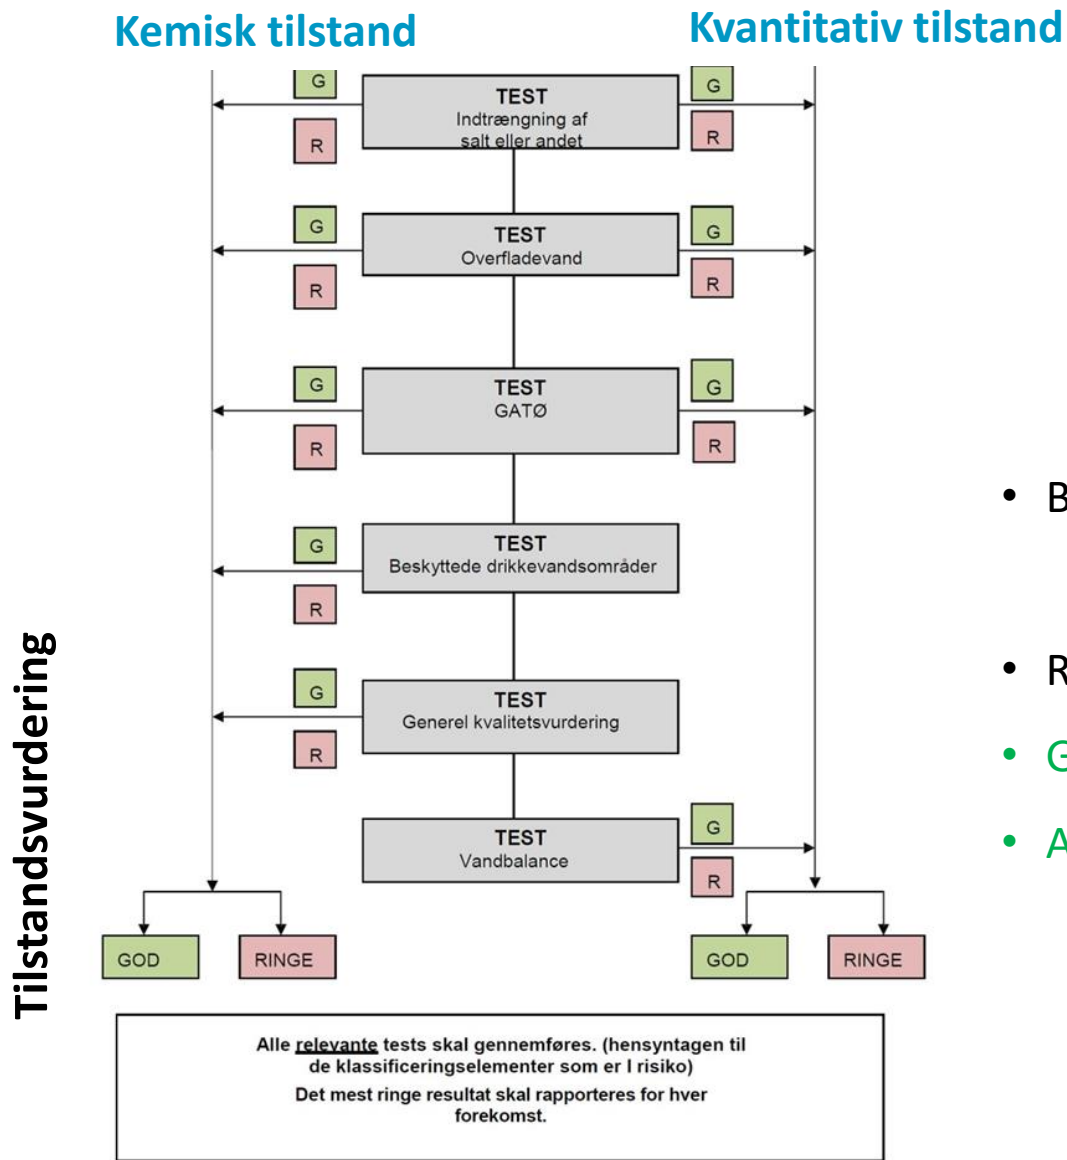 Kemisk tilstand
Kvantitativ tilstand
G
TEST
Indtrængning af
salt eller andet
G
R
R
G
TEST
Overfladevand
G
R
R
G
TEST
GATØ
G
R
R
G
TEST
Beskyttede drikkevandsområder
R
G
TEST
Generel kvalitetsvurdering
R
TEST
Vandbalance
G
R
GOD
RINGE
GOD
RINGE
Tilstandsvurdering
Alle relevante tests skal gennemføres. (hensyntagen til
de klassificeringselementer som er I risiko)
Det mest ringe resultat skal rapporteres for hver
forekomst.
• B
• R
• G
• A